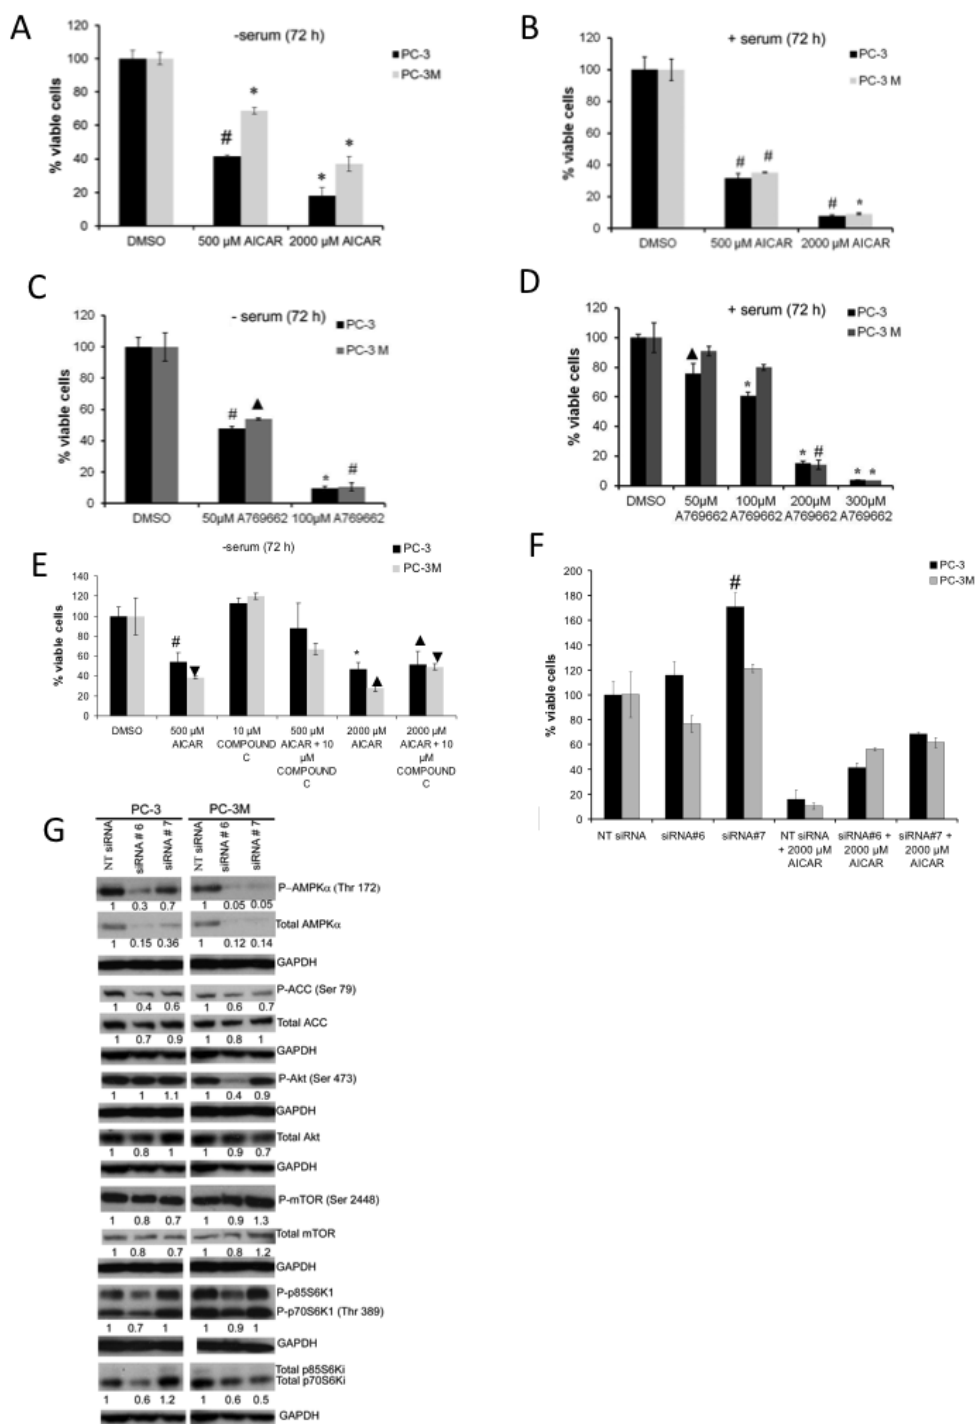 A
-serum (72 h)
PC-3
PC-3M
% viable cells
120
100
80
60
40
20
0
#
*
*
*
DMSO
500 µM AICAR
2000 µM AICAR
B
+ serum (72 h)
PC-3
PC-3 M
% viable cells
120
100
80
60
40
20
0
#
#
#
*
DMSO
500 µM AICAR
2000 µM AICAR
C
- serum (72 h)
PC-3
PC-3 M
% viable cells
120
100
80
60
40
20
0
#
▲
*
#
DMSO
50µM A769662
100µM A769662
D
+ serum (72 h)
PC-3
PC-3 M
% viable cells
120
100
80
60
40
20
0
▲
*
*
#
*
*
DMSO
50µM
A769662
100µM
A769662
200µM
A769662
300µM
A769662
E
-serum (72 h)
PC-3
PC-3M
% viable cells
140
120
100
80
60
40
20
0
#
▼
*
▲
▲
▼
DMSO
500 µM
AICAR
10 µM
COMPOUND
C
500 µM
AICAR + 10
µM
COMPOUND
C
2000 µM
AICAR
2000 µM
AICAR + 10
µM
COMPOUND
C
F
PC-3
PC-3M
% viable cells
200
180
160
140
120
100
80
60
40
20
0
#
NT siRNA
siRNA#6
siRNA#7
NT siRNA
+ 2000 µM
AICAR
siRNA#6 +
2000 µM
AICAR
siRNA#7 +
2000 µM
AICAR
G
PC-3 PC-3M
NT siRNA
siRNA # 6
siRNA # 7
NT siRNA
siRNA # 6
siRNA # 7
P-AMPKα (Thr 172)
1 0.3 0.7 1 0.05 0.05
Total AMPKα
1 0.15 0.36 1 0.12 0.14
GAPDH
P-ACC (Ser 79)
1 0.4 0.6 1 0.6 0.7
Total ACC
1 0.7 0.9 1 0.8 1
GAPDH
P-Akt (Ser 473)
1 1 1.1 1 0.4 0.9
GAPDH
Total Akt
1 0.8 1 1 0.9 0.7
GAPDH
P-mTOR (Ser 2448)
1 0.8 0.7 1 0.9 1.3
Total mTOR
1 0.8 0.7 1 0.8 1.2
GAPDH
P-p85S6K1
P-p70S6K1 (Thr 389)
1 0.7 1 1 0.9 1
GAPDH
Total p85S6Ki
Total p70S6Ki
1 0.6 1.2 1 0.6 0.5
GAPDH